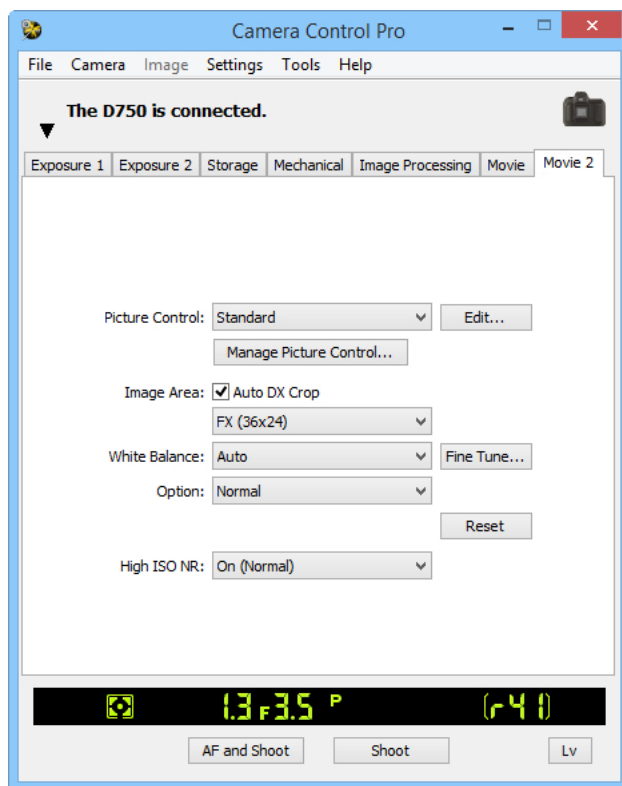 Camera Control Pro
File Camera Image Settings Tools Help
The D750 is connected.
Exposure 1 Exposure 2 Storage Mechanical Image Processing Movie Movie 2
Picture Control: Standard Edit...
Manage Picture Control...
Image Area: Auto DX Crop
FX (36x24)
White Balance: Auto Fine Tune...
Option: Normal
Reset
High ISO NR: On (Normal)
1.3 F3.5 P (r41)
AF and Shoot Shoot Lv